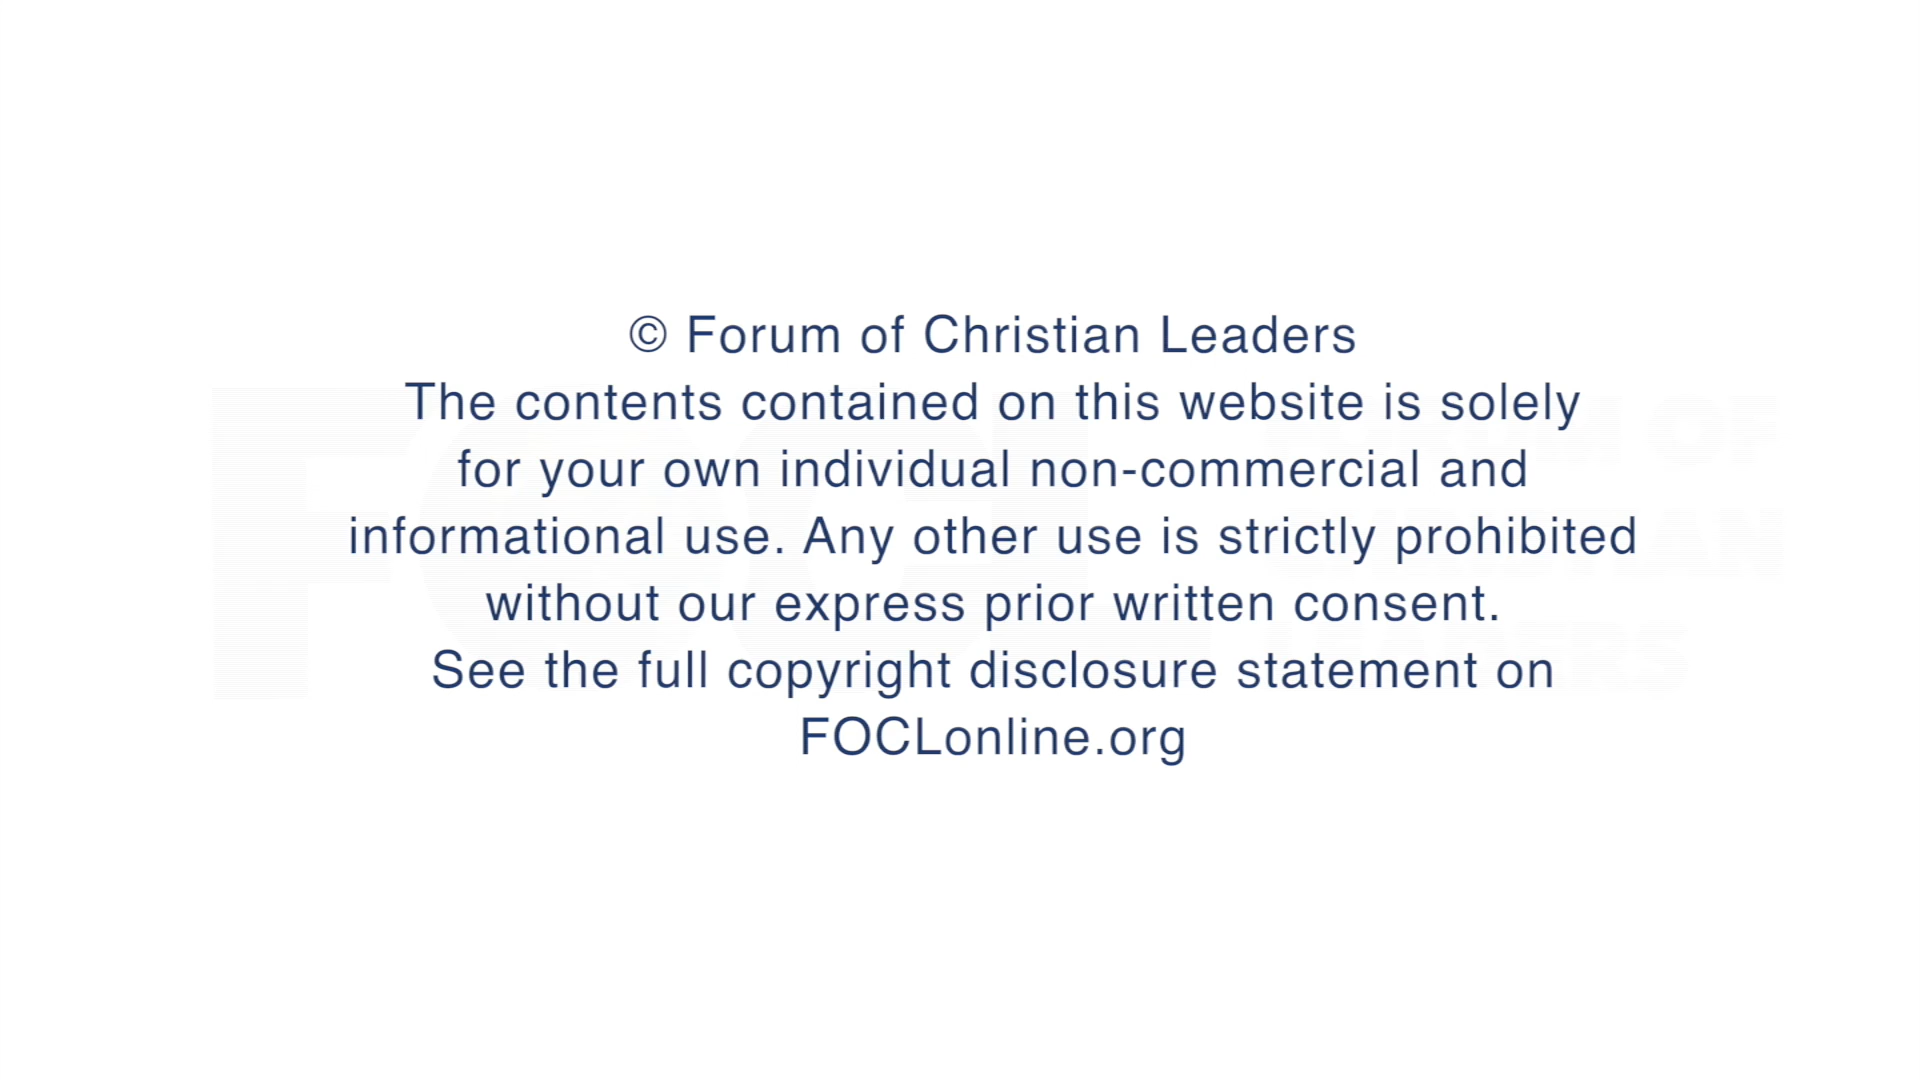 © Forum of Christian Leaders
The contents contained on this website is solely
for your own individual non-commercial and
informational use. Any other use is strictly prohibited
without our express prior written consent.
See the full copyright disclosure statement on
FOCLonline.org